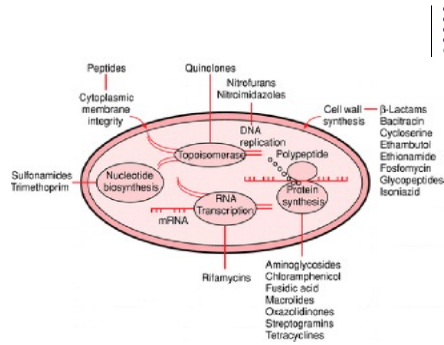 Peptides
Cytoplasmic
membrane
integrity
Quinolones
Nitrofurans
Nitroimidazoles
Cell wall
synthesis
β-Lactams
Bacitracin
Cycloserine
Ethambutol
Ethionamide
Fosfomycin
Glycopeptides
Isoniazid
DNA
replication
Topoisomerase
Polypeptide
Sulfonamides
Trimethoprim
Nucleotide
biosynthesis
Protein
synthesis
RNA
Transcription
mRNA
Rifamycins
Aminoglycosides
Chloramphenicol
Fusidic acid
Macrolides
Oxazolidinones
Streptogramins
Tetracyclines